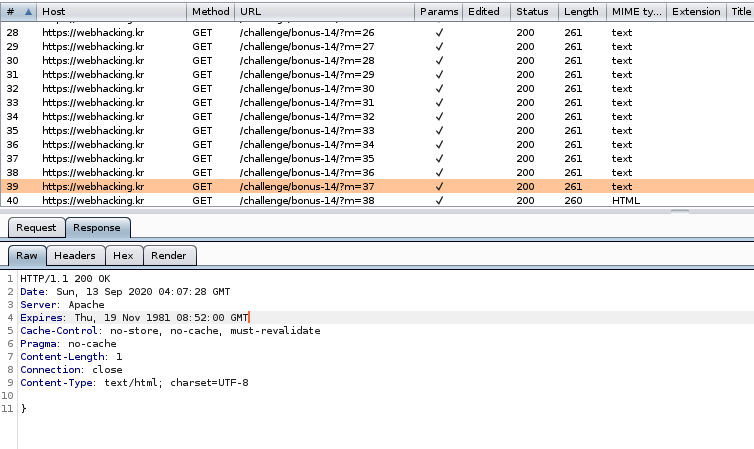 # Host Method URL Params Edited Status Length MIME ty... Extension Title
28 https://webhacking.kr GET /challenge/bonus-14/?m=26 ✓ 200 261 text
29 https://webhacking.kr GET /challenge/bonus-14/?m=27 ✓ 200 261 text
30 https://webhacking.kr GET /challenge/bonus-14/?m=28 ✓ 200 261 text
31 https://webhacking.kr GET /challenge/bonus-14/?m=29 ✓ 200 261 text
32 https://webhacking.kr GET /challenge/bonus-14/?m=30 ✓ 200 261 text
33 https://webhacking.kr GET /challenge/bonus-14/?m=31 ✓ 200 261 text
34 https://webhacking.kr GET /challenge/bonus-14/?m=32 ✓ 200 261 text
35 https://webhacking.kr GET /challenge/bonus-14/?m=33 ✓ 200 261 text
36 https://webhacking.kr GET /challenge/bonus-14/?m=34 ✓ 200 261 text
37 https://webhacking.kr GET /challenge/bonus-14/?m=35 ✓ 200 261 text
38 https://webhacking.kr GET /challenge/bonus-14/?m=36 ✓ 200 261 text
39 https://webhacking.kr GET /challenge/bonus-14/?m=37 ✓ 200 261 text
40 https://webhacking.kr GET /challenge/bonus-14/?m=38 ✓ 200 260 HTML
Request Response
Raw Headers Hex Render
1 HTTP/1.1 200 OK
2 Date: Sun, 13 Sep 2020 04:07:28 GMT
3 Server: Apache
4 Expires: Thu, 19 Nov 1981 08:52:00 GMT
5 Cache-Control: no-store, no-cache, must-revalidate
6 Pragma: no-cache
7 Content-Length: 1
8 Connection: close
9 Content-Type: text/html; charset=UTF-8
10
11 }